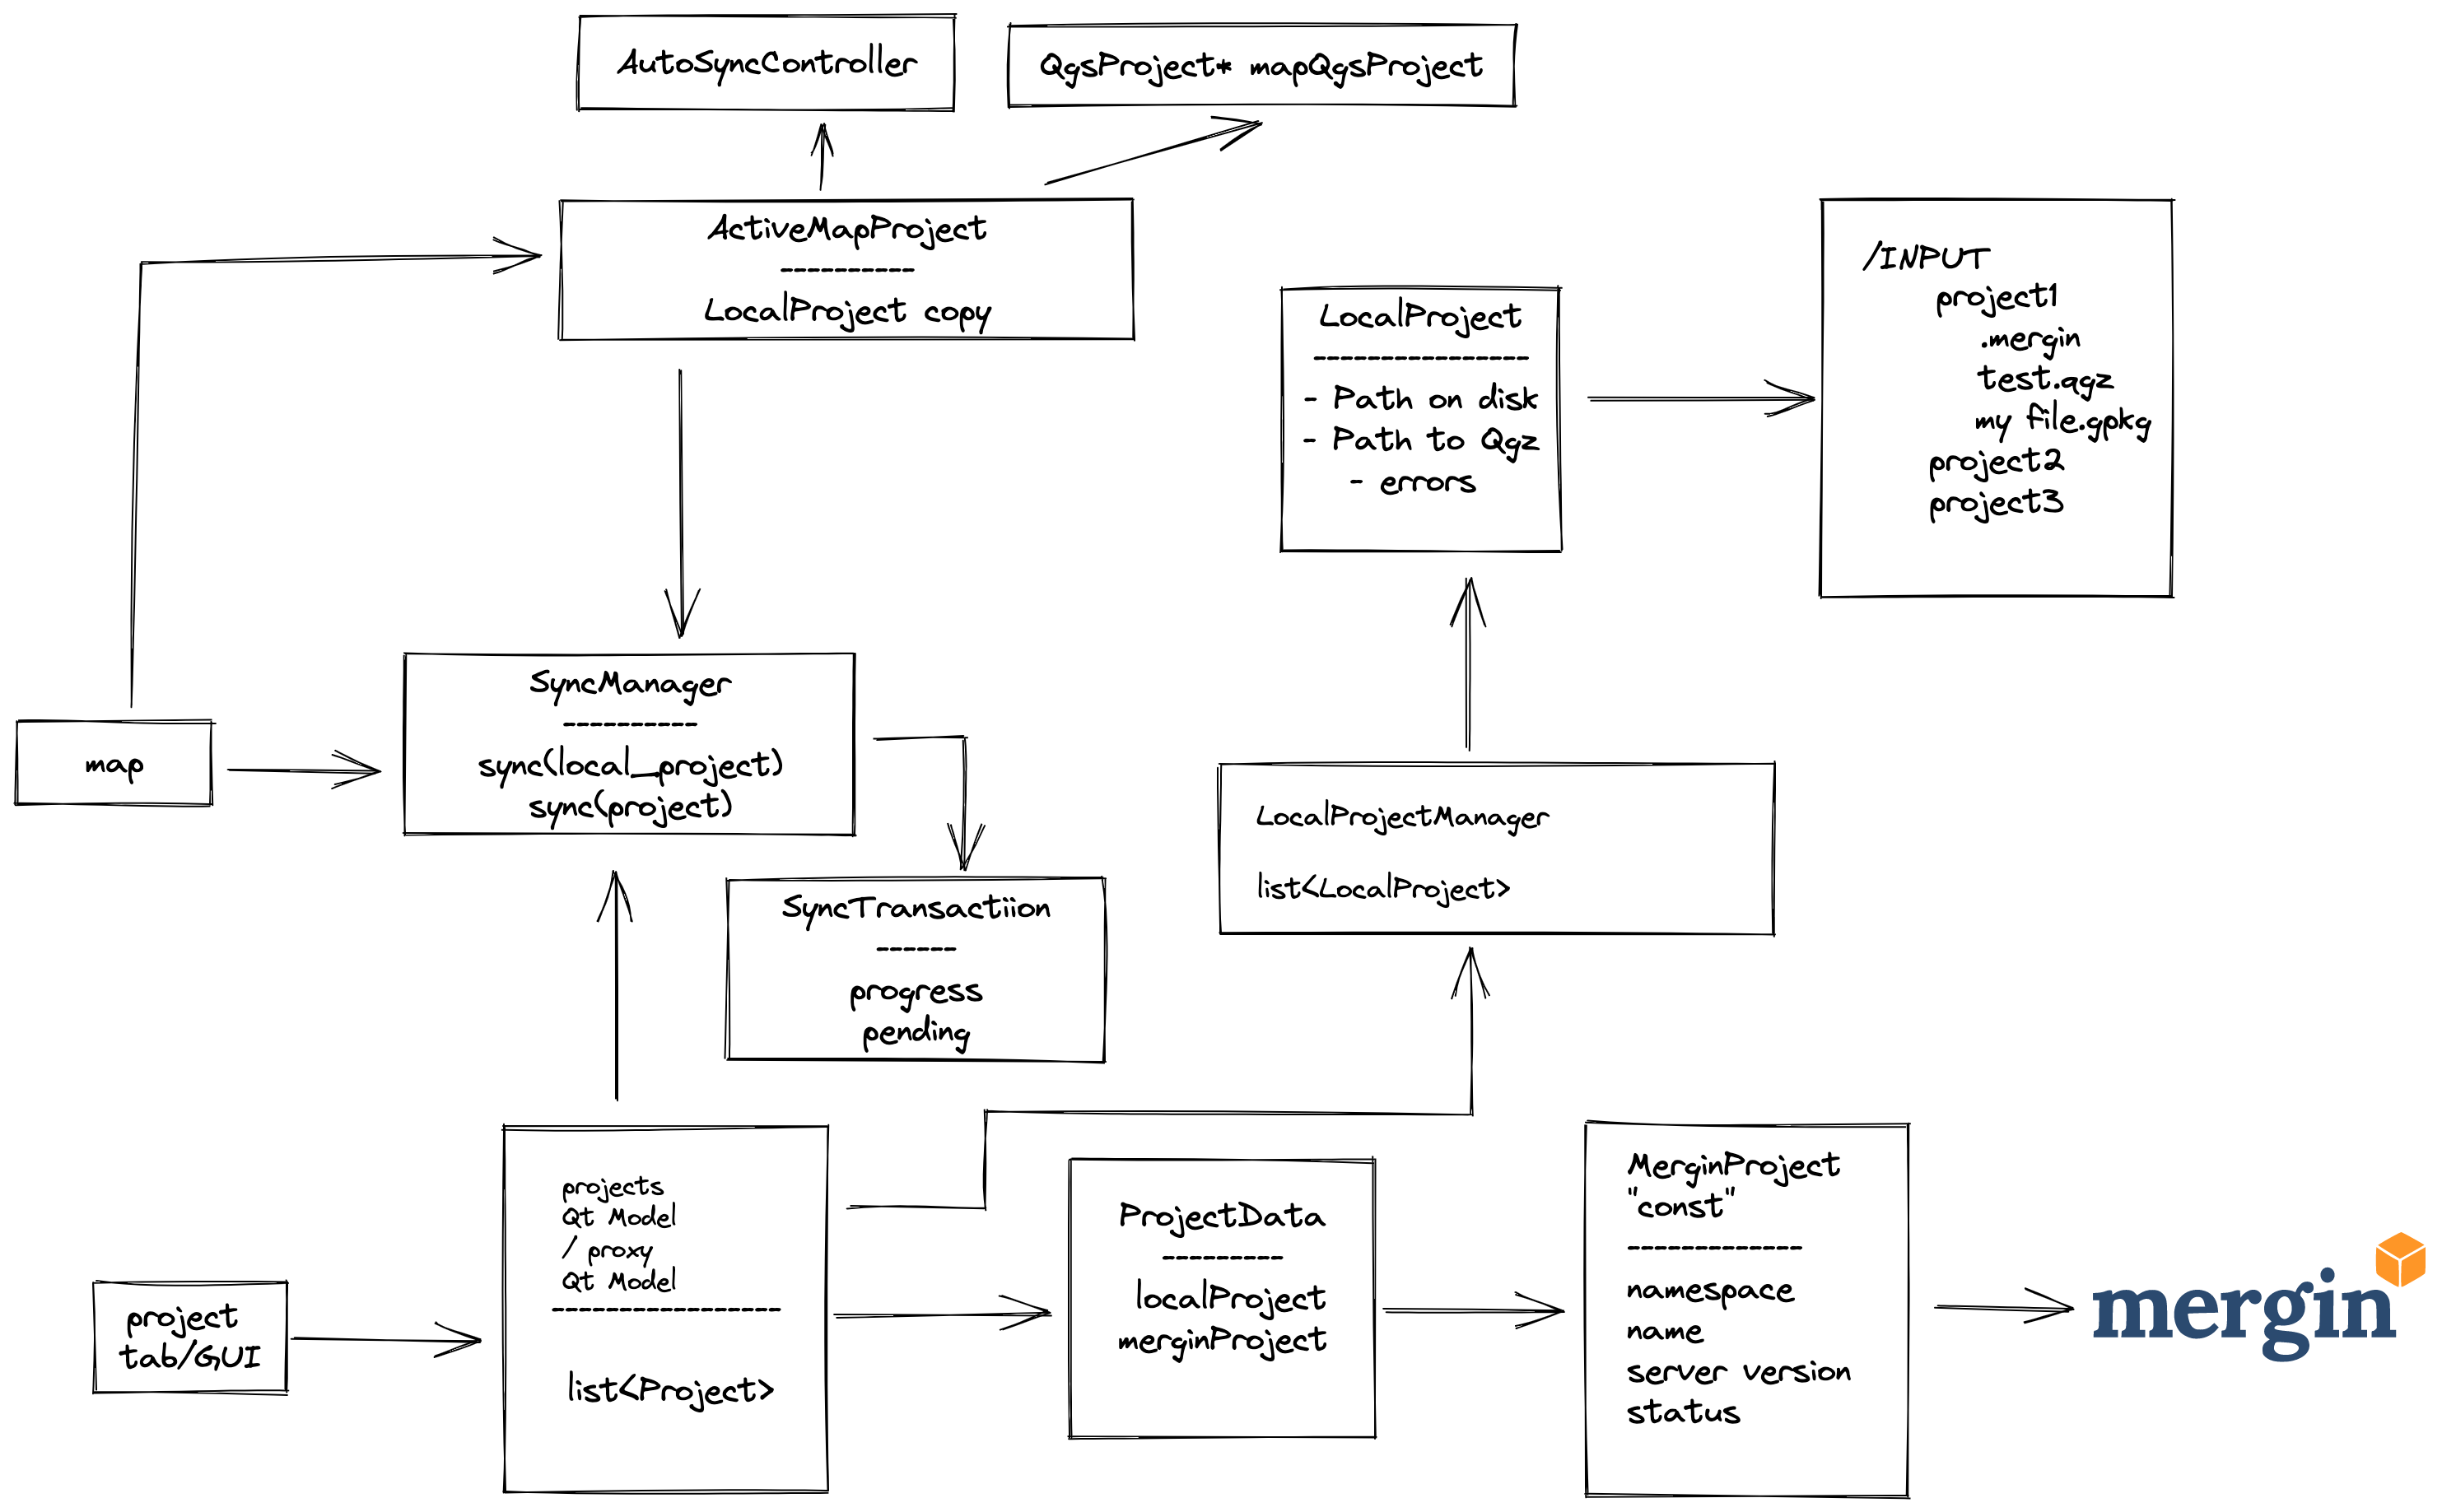 AutoSyncController
QgsProject* mapQgsProject
ActiveMapProject
----------
LocalProject copy
LocalProject
----------------
- Path on disk
- Path to Qgz
- errors
/INPUT
project1
.mergin
test.qgz
my file.gpkg
project2
project3
SyncManager
----------
sync(local_project)
sync(project)
map
LocalProjectManager
list<LocalProject>
SyncTransactiion
------
progress
pending
projects
Qt Model
/ proxy
Qt Model
-----------------
list<Project>
project
tab/GUI
ProjectData
---------
localProject
merginProject
MerginProject
"const"
-------------
namespace
name
server version
status
mergin